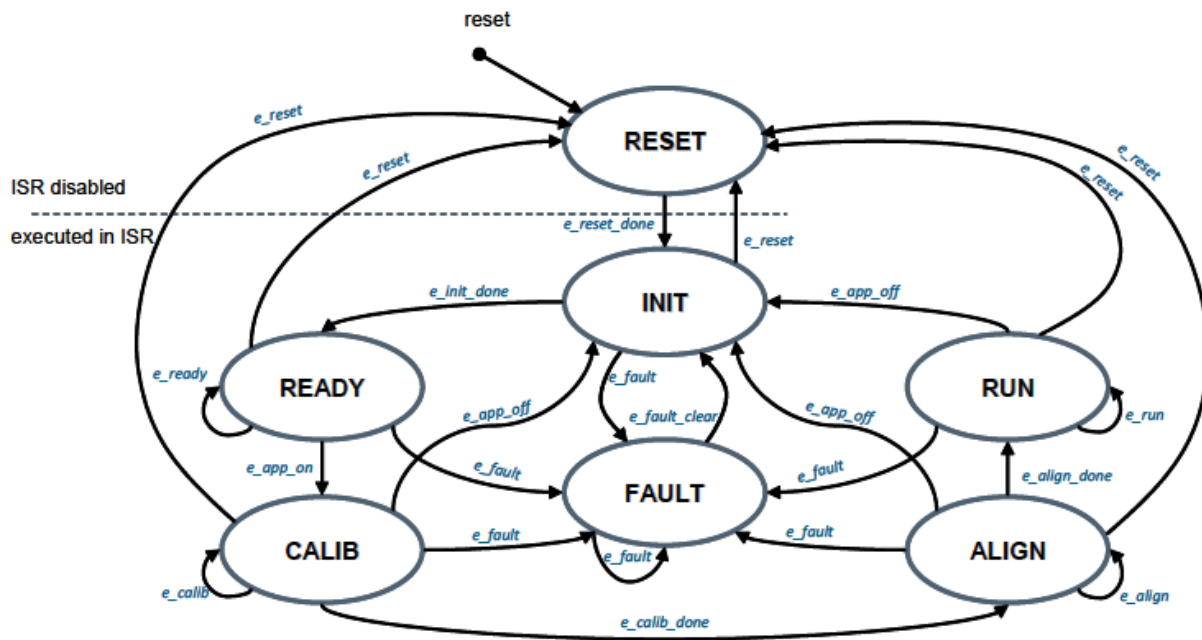 reset
e_reset
RESET
e_reset
e_reset
e_reset
ISR disabled
executed in ISR
e_reset_done
e_reset
e_init_done
INIT
e_app_off
e_ready
READY
e_fault
RUN
e_app_off
e_fault_clear
e_app_off
e_run
e_app_on
e_fault
FAULT
e_fault
e_align_done
CALIB
e_fault
e_fault
e_fault
ALIGN
e_calib
e_align
e_calib_done